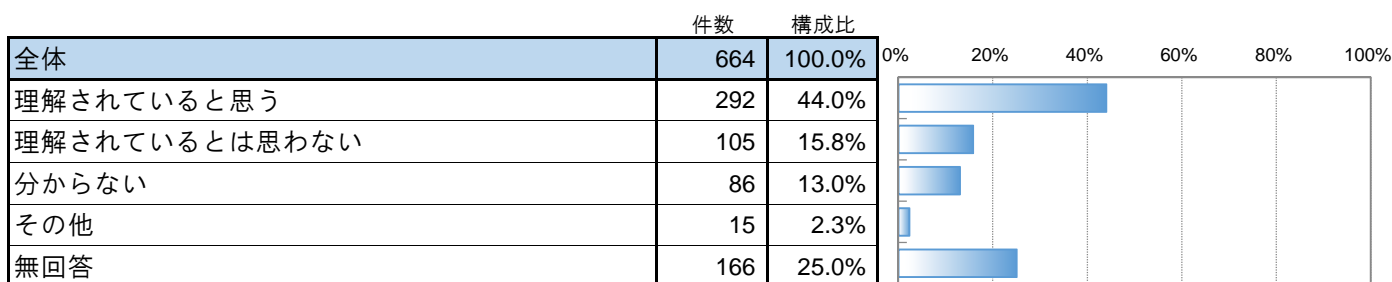 件数 構成比
全体 664 100.0% 0% 20% 40% 60% 80% 100%
理解されていると思う 292 44.0%
理解されているとは思わない 105 15.8%
分からない 86 13.0%
その他 15 2.3%
無回答 166 25.0%